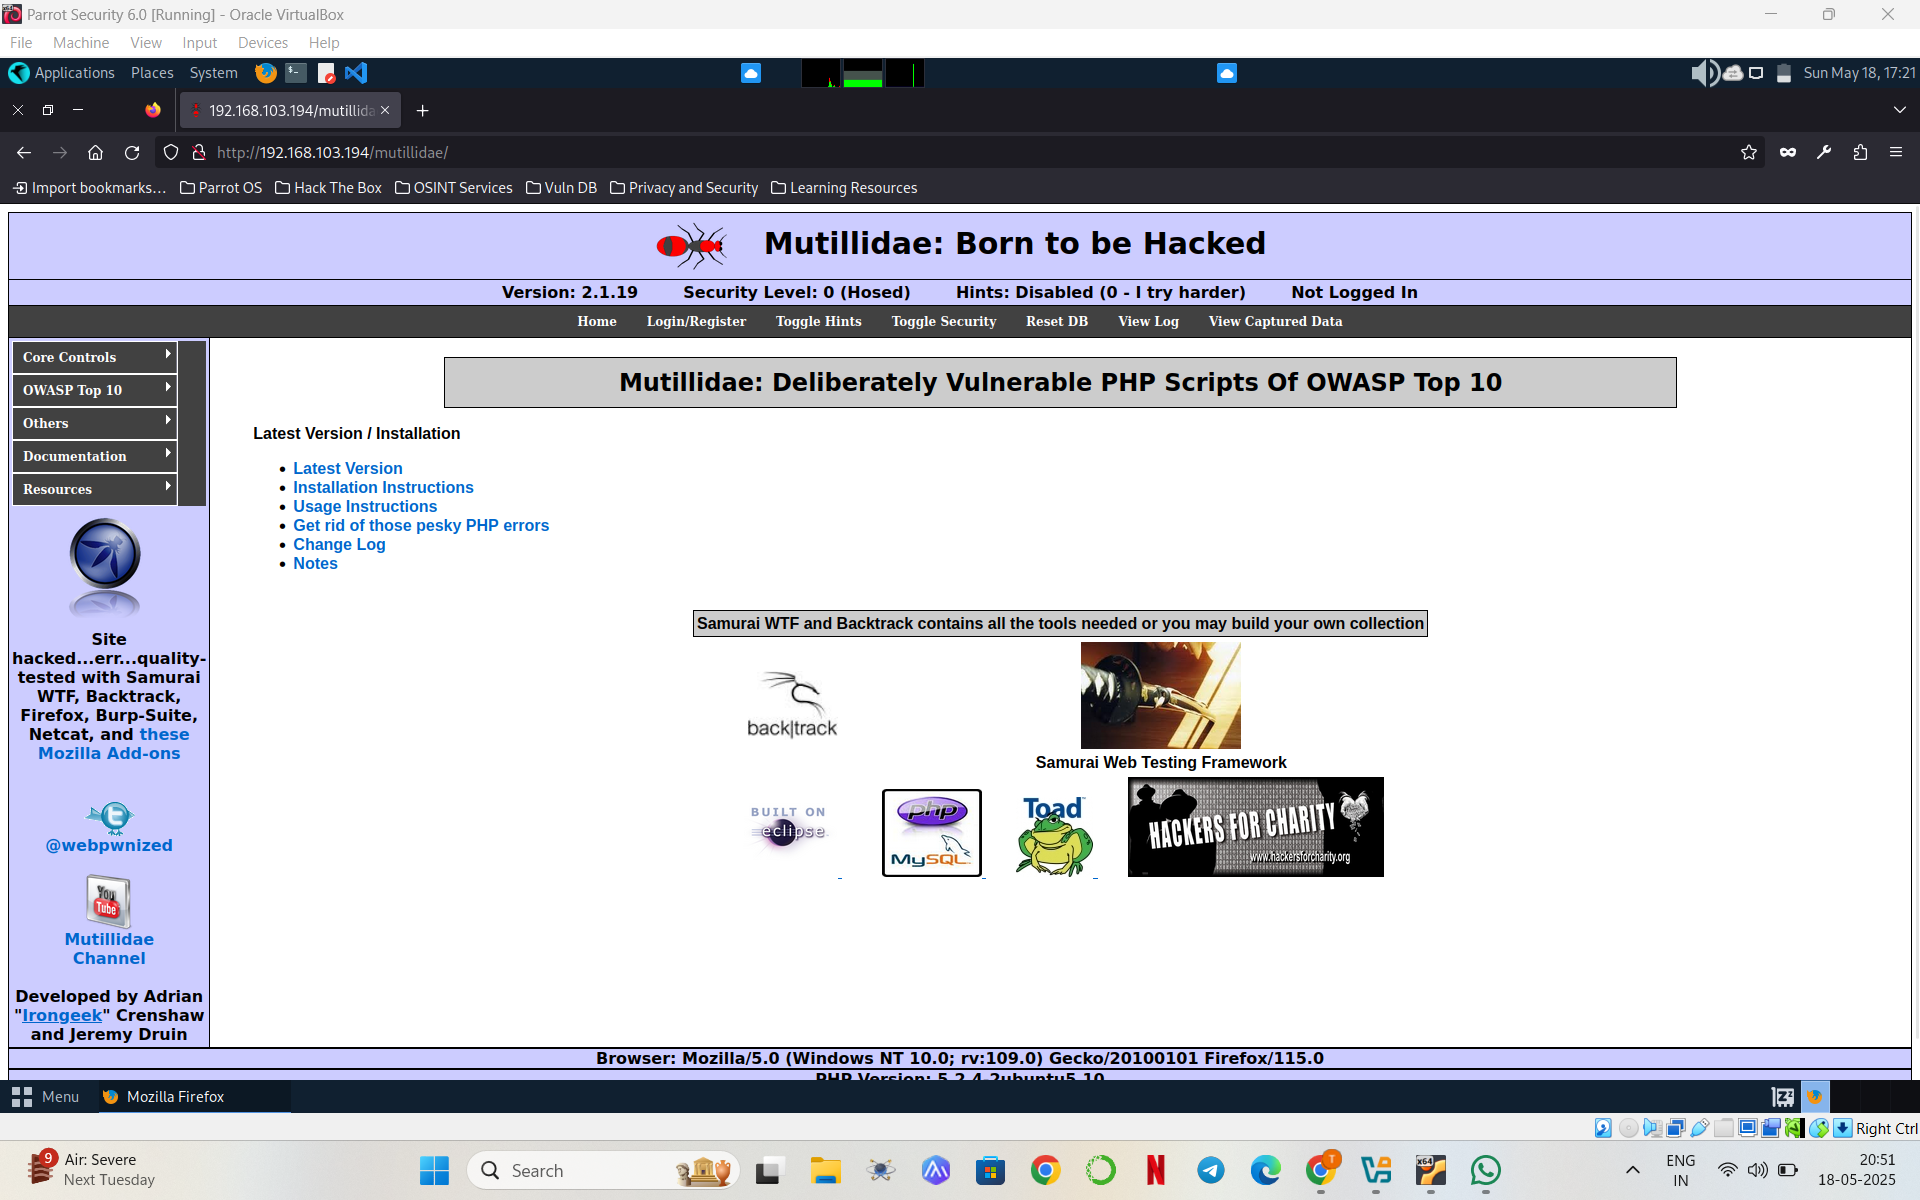 Parrot Security 6.0 [Running] - Oracle VirtualBox
File Machine View Input Devices Help
Applications Places System
Sun May 18, 17:21
192.168.103.194/mutillida
http://192.168.103.194/mutillidae/
Import bookmarks... Parrot OS Hack The Box OSINT Services Vuln DB Privacy and Security Learning Resources
Mutillidae: Born to be Hacked
Version: 2.1.19 Security Level: 0 (Hosed) Hints: Disabled (0 - I try harder) Not Logged In
Home Login/Register Toggle Hints Toggle Security Reset DB View Log View Captured Data
Core Controls
OWASP Top 10
Others
Documentation
Resources
Site
hacked...err...quality-
tested with Samurai
WTF, Backtrack,
Firefox, Burp-Suite,
Netcat, and these
Mozilla Add-ons
@webpwnized
You
Tube
Mutillidae
Channel
Developed by Adrian
"Irongeek" Crenshaw
and Jeremy Druin
Mutillidae: Deliberately Vulnerable PHP Scripts Of OWASP Top 10
Latest Version / Installation
• Latest Version
• Installation Instructions
• Usage Instructions
• Get rid of those pesky PHP errors
• Change Log
• Notes
Samurai WTF and Backtrack contains all the tools needed or you may build your own collection
back|track
Samurai Web Testing Framework
BUILT ON
eclipse
php
MySQL
Toad
HACKERS FOR CHARITY
www.hackersforcharity.org
Browser: Mozilla/5.0 (Windows NT 10.0; rv:109.0) Gecko/20100101 Firefox/115.0
PHP Version: 5.2.4-2ubuntu5.10
Menu Mozilla Firefox
Right Ctrl
9
Air: Severe
Next Tuesday
Search
T
x64
ENG
IN
20:51
18-05-2025